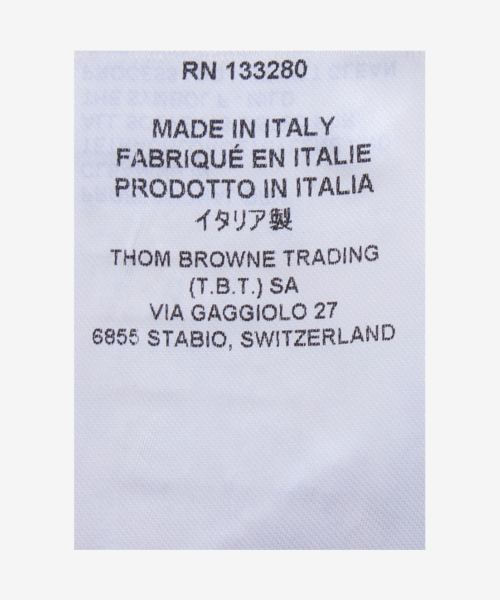 RN 133280
MADE IN ITALY
FABRIQUÉ EN ITALIE
PRODOTTO IN ITALIA
イタリア製
THOM BROWNE TRADING
(T.B.T.) SA
VIA GAGGIOLO 27
6855 STABIO, SWITZERLAND